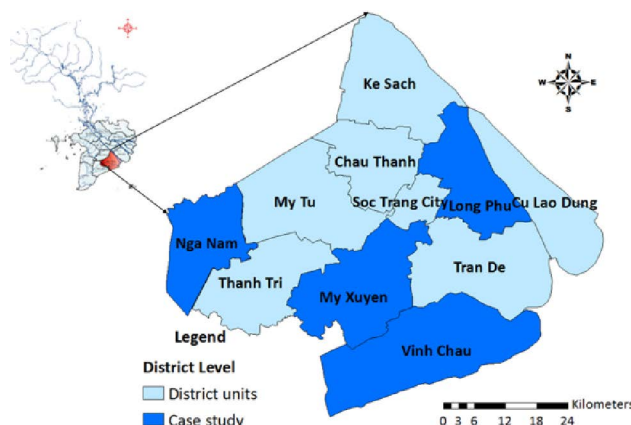 N
W E
S
Ke Sach
Chau Thanh
My Tu
Soc Trang City
Long Phu
Cu Lao Dung
Nga Nam
Thanh Tri
My Xuyen
Tran De
Vinh Chau
Legend
District Level
District units
Case study
Kilometers
0 3 6 12 18 24